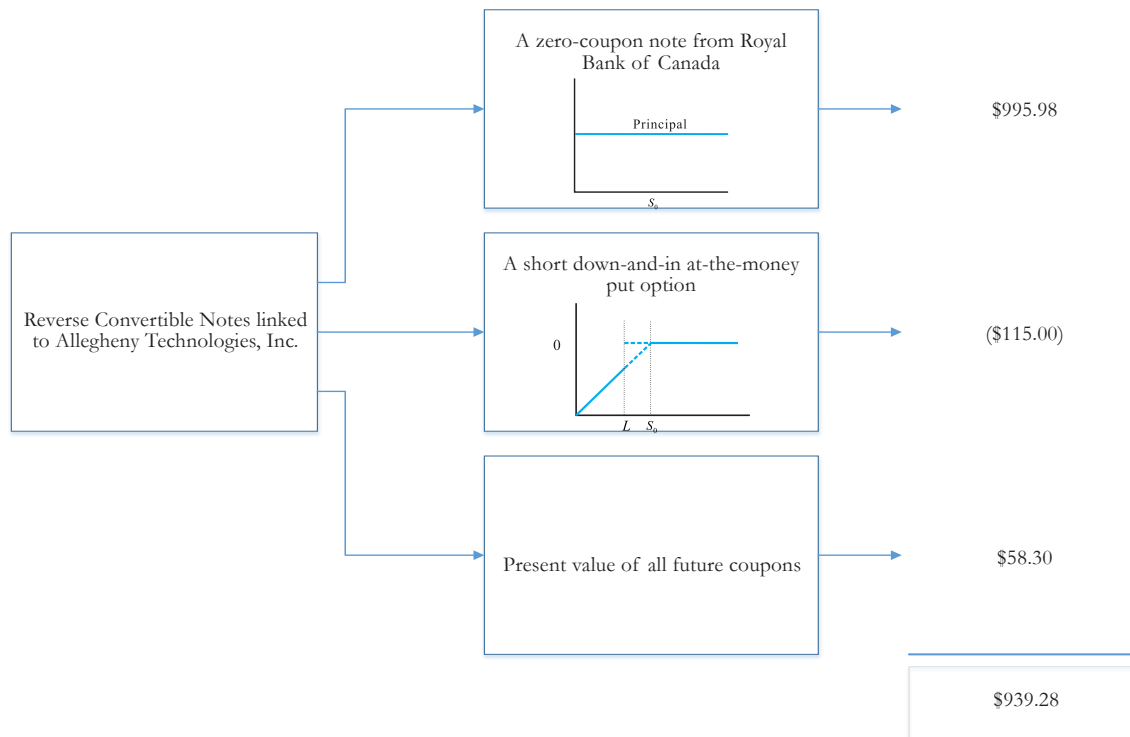 A zero-coupon note from Royal
Bank of Canada
Principal
S₀
$995.98
Reverse Convertible Notes linked
to Allegheny Technologies, Inc.
A short down-and-in at-the-money
put option
0
L S₀
($115.00)
Present value of all future coupons
$58.30
$939.28